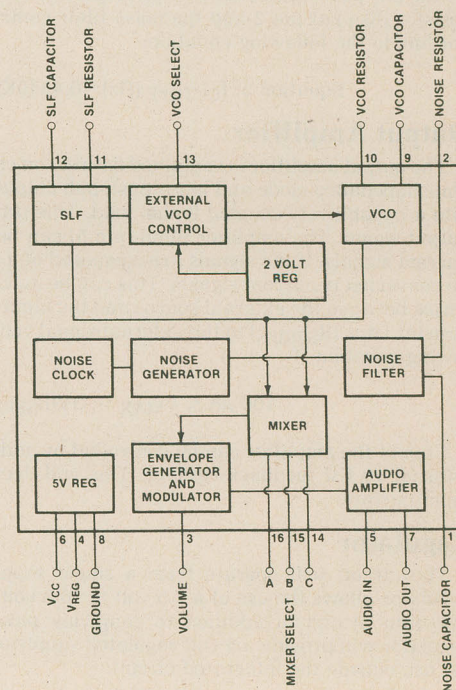 SLF CAPACITOR
SLF RESISTOR
VCO SELECT
VCO RESISTOR
VCO CAPACITOR
NOISE RESISTOR
12
11
13
10
9
2
SLF
EXTERNAL
VCO
CONTROL
VCO
2 VOLT
REG
NOISE
CLOCK
NOISE
GENERATOR
NOISE
FILTER
MIXER
5V REG
ENVELOPE
GENERATOR
AND
MODULATOR
AUDIO
AMPLIFIER
6
4
8
3
16
15
14
5
7
1
VCC
VREG
GROUND
VOLUME
A
B
C
MIXER SELECT
AUDIO IN
AUDIO OUT
NOISE CAPACITOR